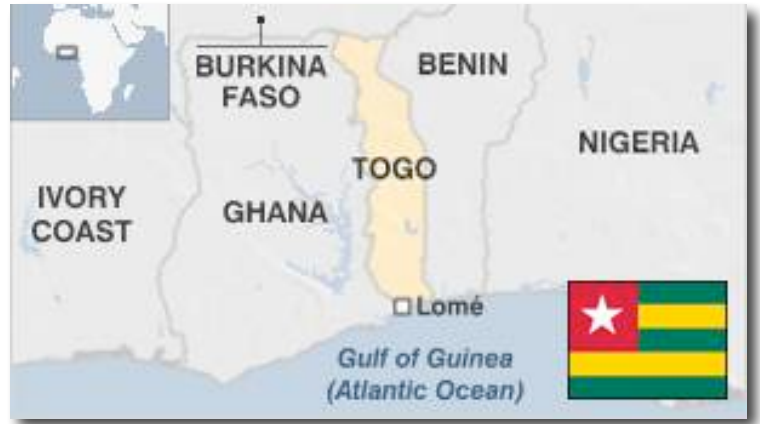 BURKINA
FASO
BENIN
NIGERIA
TOGO
IVORY
COAST
GHANA
Lomé
Gulf of Guinea
(Atlantic Ocean)